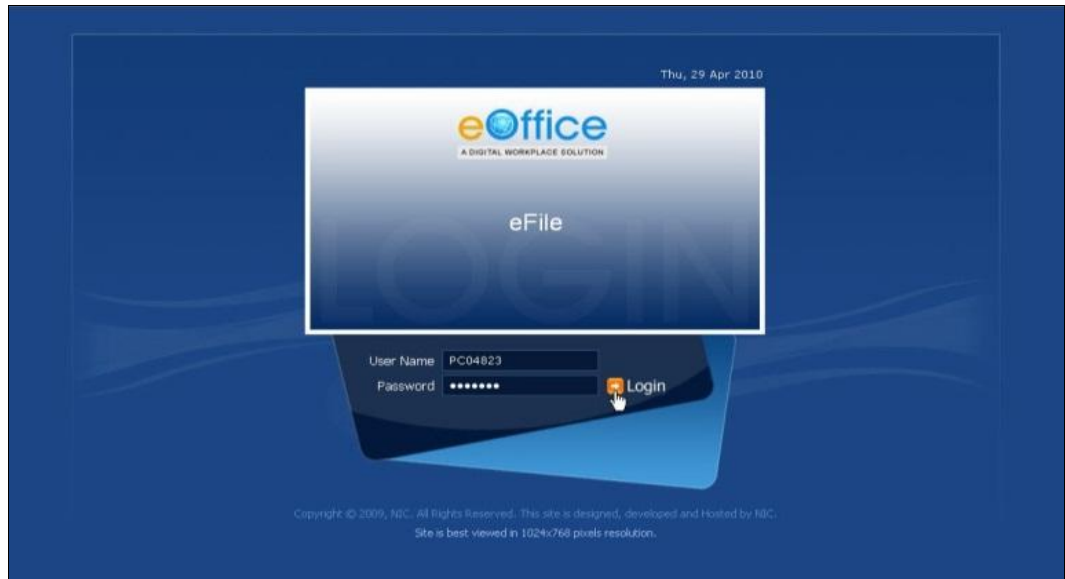 Thu, 29 Apr 2010
eOffice
A DIGITAL WORKPLACE SOLUTION
eFile
LOGIN
User Name PC04823
Password •••••••
Login
Copyright © 2009, NIC. All Rights Reserved. This site is designed, developed and Hosted by NIC.
Site is best viewed in 1024x768 pixels resolution.